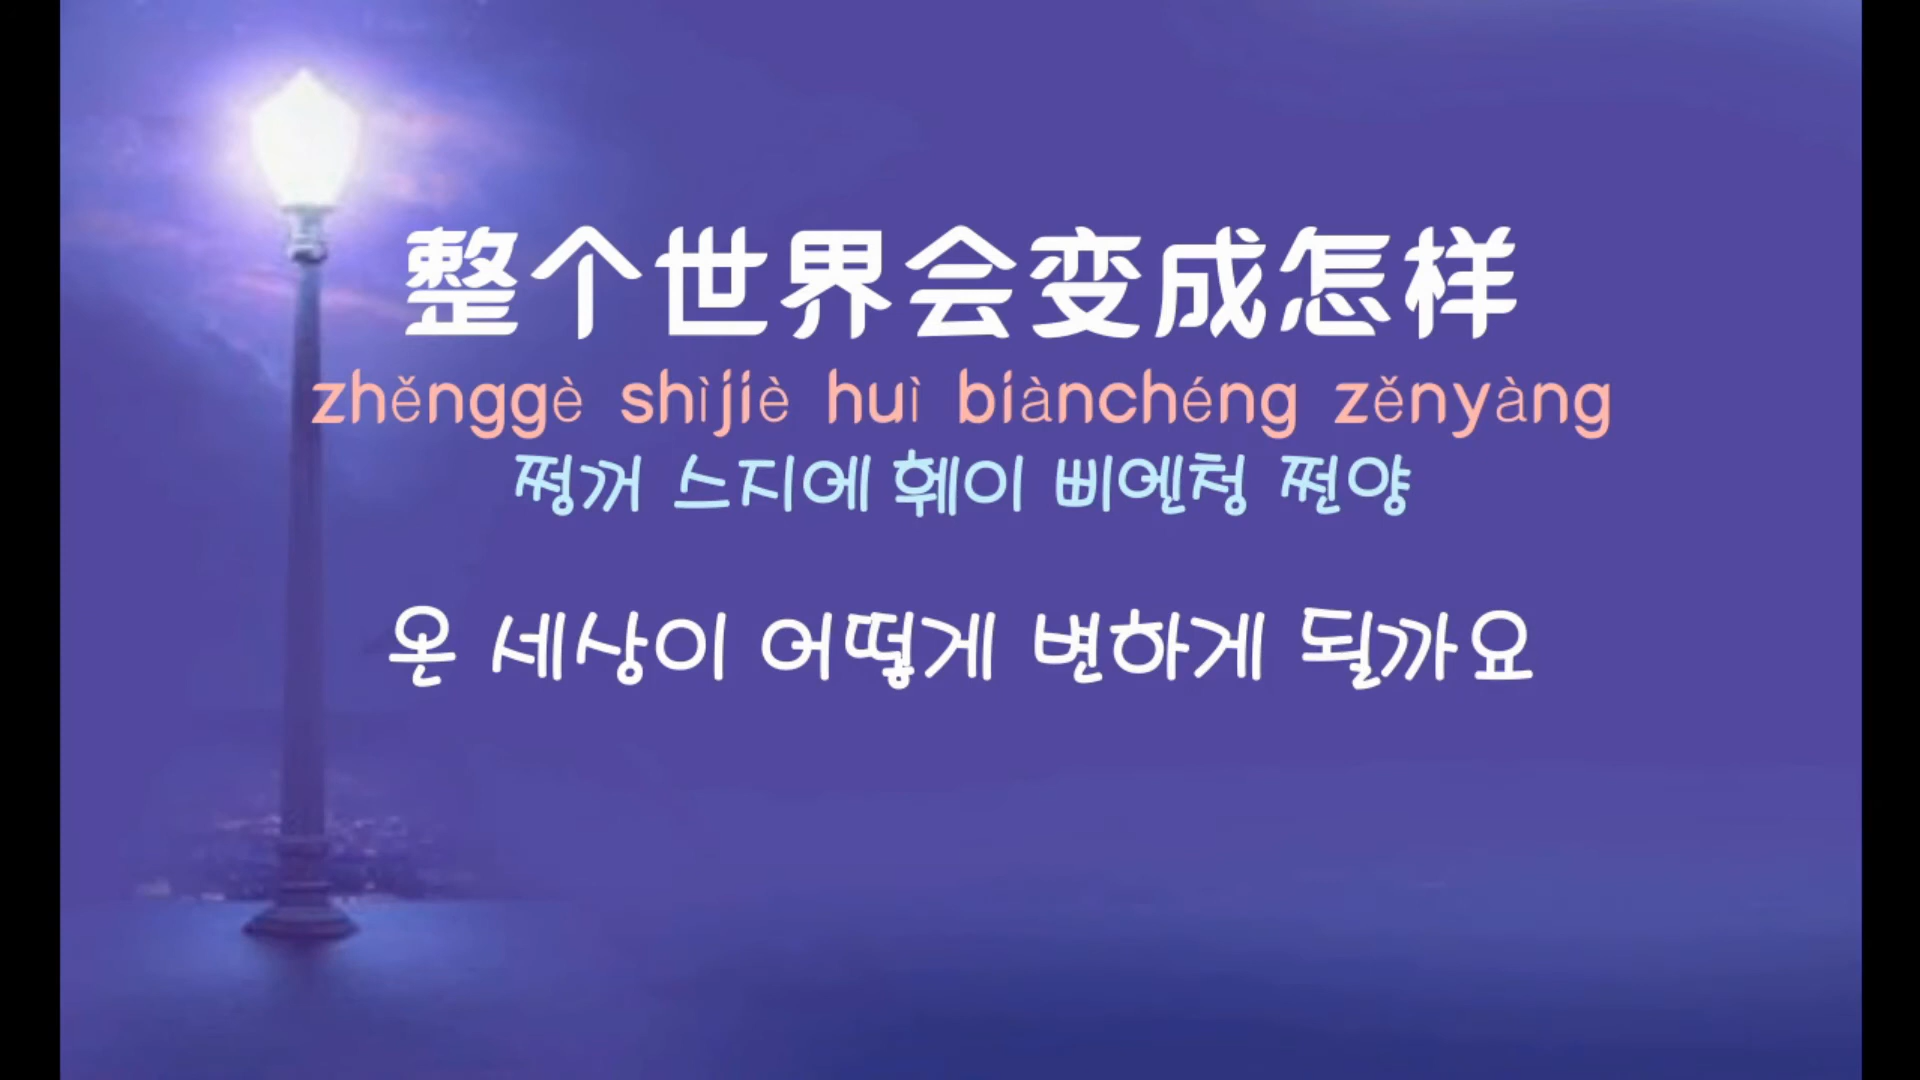 整个世界会变成怎样
zhěnggè shìjiè huì biànchéng zěnyàng
쩡꺼 스지에 훼이 삐엔청 쩐양
온 세상이 어떻게 변하게 될까요